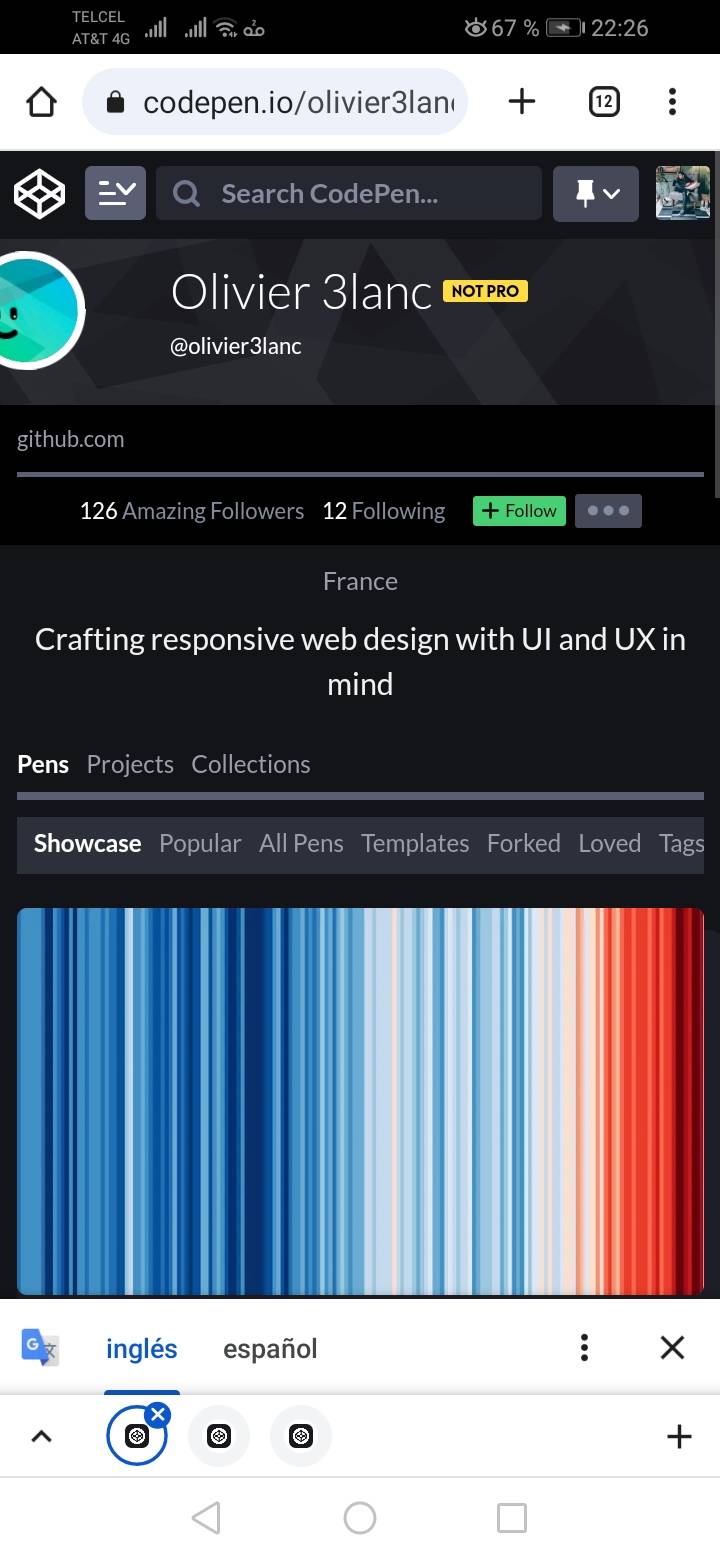 TELCEL
AT&T 4G
2
67 %
22:26
codepen.io/olivier3lan
12
Search CodePen...
Olivier 3lanc NOT PRO
@olivier3lanc
github.com
126 Amazing Followers 12 Following + Follow
France
Crafting responsive web design with UI and UX in
mind
Pens Projects Collections
Showcase Popular All Pens Templates Forked Loved Tags
G 文
inglés español